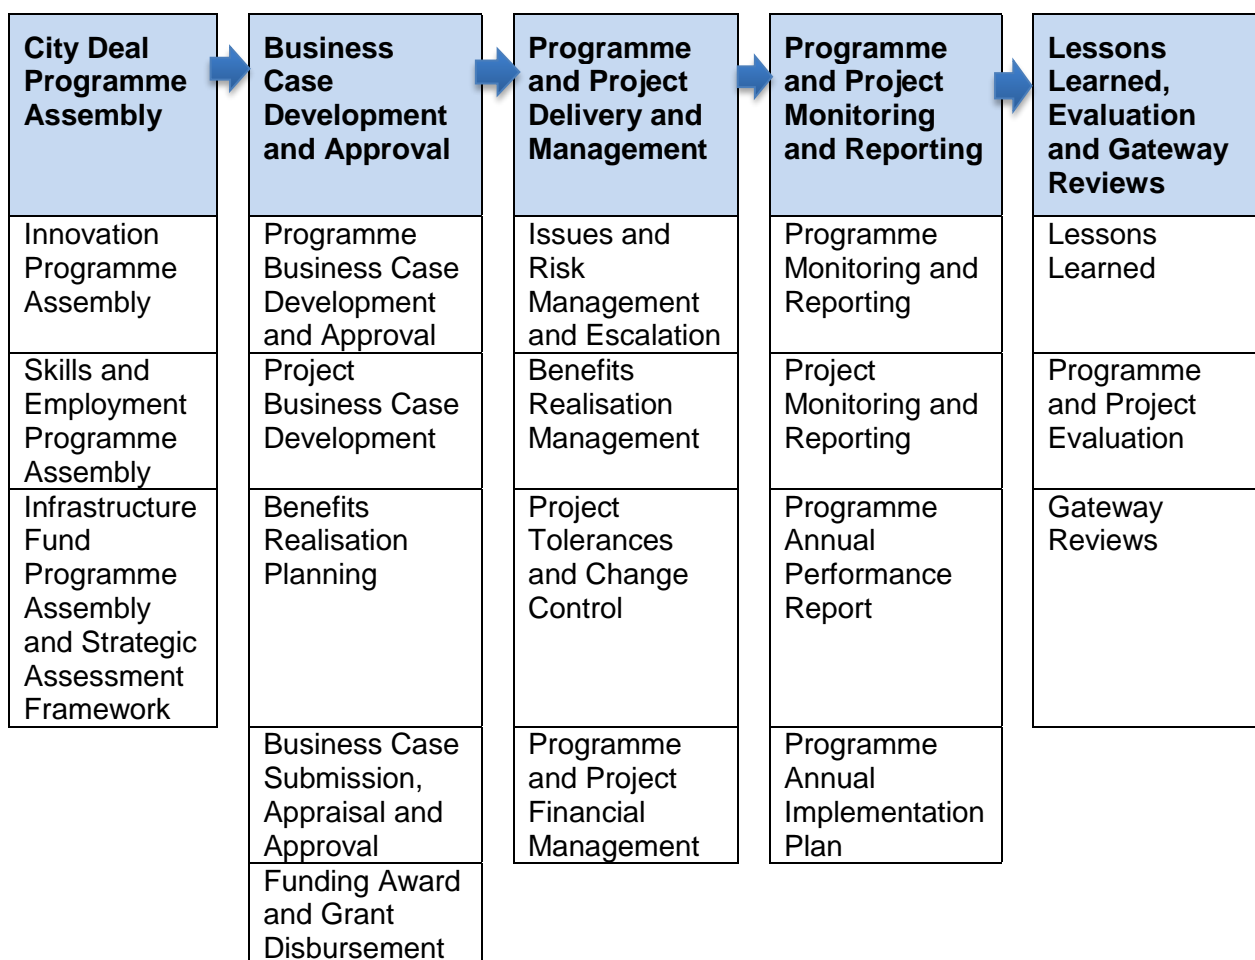 City Deal
Programme
Assembly
Business
Case
Development
and Approval
Programme
and Project
Delivery and
Management
Programme
and Project
Monitoring
and Reporting
Lessons
Learned,
Evaluation
and Gateway
Reviews
Innovation
Programme
Assembly
Programme
Business Case
Development
and Approval
Issues and
Risk
Management
and Escalation
Programme
Monitoring and
Reporting
Lessons
Learned
Skills and
Employment
Programme
Assembly
Project
Business Case
Development
Benefits
Realisation
Management
Project
Monitoring and
Reporting
Programme
and Project
Evaluation
Infrastructure
Fund
Programme
Assembly
and Strategic
Assessment
Framework
Benefits
Realisation
Planning
Project
Tolerances
and Change
Control
Programme
Annual
Performance
Report
Gateway
Reviews
Business Case
Submission,
Appraisal and
Approval
Programme
and Project
Financial
Management
Programme
Annual
Implementation
Plan
Funding Award
and Grant
Disbursement